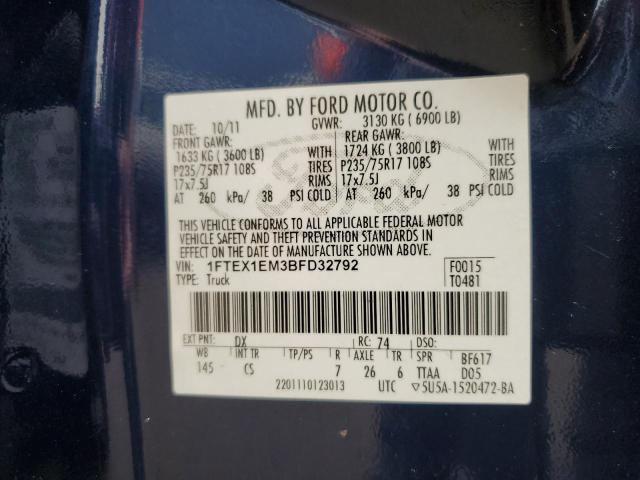 MFD. BY FORD MOTOR CO.
DATE: 10/11 GVWR: 3130 KG ( 6900 LB)
FRONT GAWR: REAR GAWR:
1633 KG ( 3600 LB) WITH 1724 KG ( 3800 LB) WITH
P235/75R17 108S TIRES P235/75R17 108S TIRES
17x7.5J RIMS 17x7.5J RIMS
AT 260 kPa/ 38 PSI COLD AT 260 kPa/ 38 PSI COLD
THIS VEHICLE CONFORMS TO ALL APPLICABLE FEDERAL MOTOR
VEHICLE SAFETY AND THEFT PREVENTION STANDARDS IN
EFFECT ON THE DATE OF MANUFACTURE SHOWN ABOVE.
VIN: 1FTEX1EM3BFD32792 F0015
TYPE: Truck T0481
EXT PNT: DX RC: 74 DSO:
WB INT TR TP/PS R AXLE TR SPR BF617
145 CS 7 26 6 TTAA D05
2201110123013 UTC ▽5U5A-1520472-BA